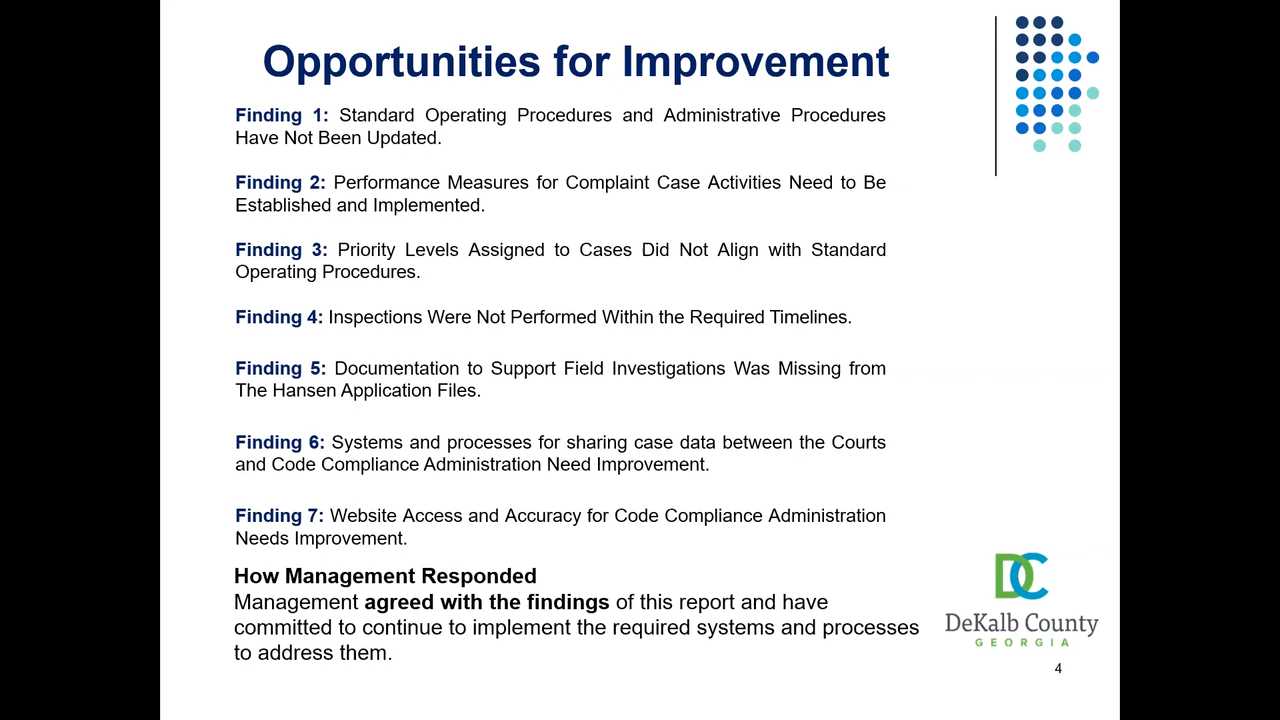 Opportunities for Improvement
Finding 1: Standard Operating Procedures and Administrative Procedures
Have Not Been Updated.
Finding 2: Performance Measures for Complaint Case Activities Need to Be
Established and Implemented.
Finding 3: Priority Levels Assigned to Cases Did Not Align with Standard
Operating Procedures.
Finding 4: Inspections Were Not Performed Within the Required Timelines.
Finding 5: Documentation to Support Field Investigations Was Missing from
The Hansen Application Files.
Finding 6: Systems and processes for sharing case data between the Courts
and Code Compliance Administration Need Improvement.
Finding 7: Website Access and Accuracy for Code Compliance Administration
Needs Improvement.
How Management Responded
Management agreed with the findings of this report and have
committed to continue to implement the required systems and processes
to address them.
DC
DeKalb County
GEORGIA
4